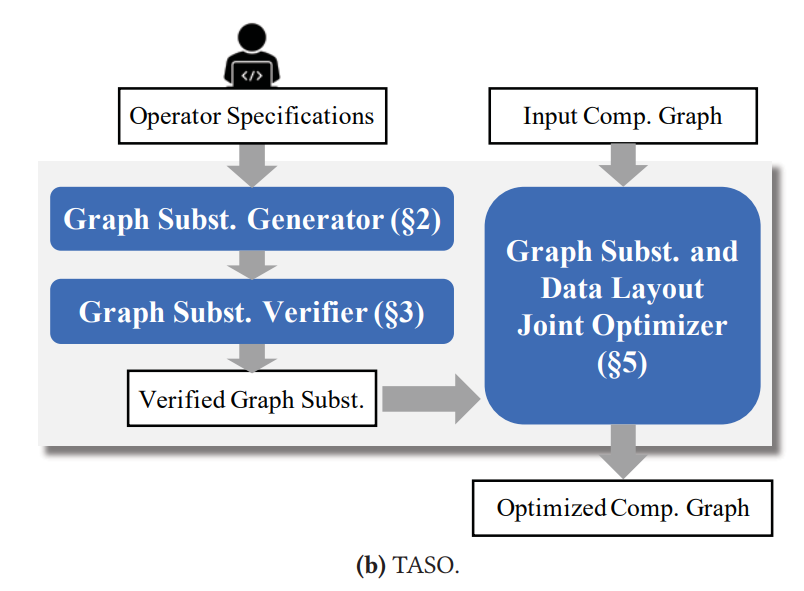 </>
Operator Specifications
Input Comp. Graph
Graph Subst. Generator (§2)
Graph Subst. Verifier (§3)
Verified Graph Subst.
Graph Subst. and
Data Layout
Joint Optimizer
(§5)
Optimized Comp. Graph
(b) TASO.